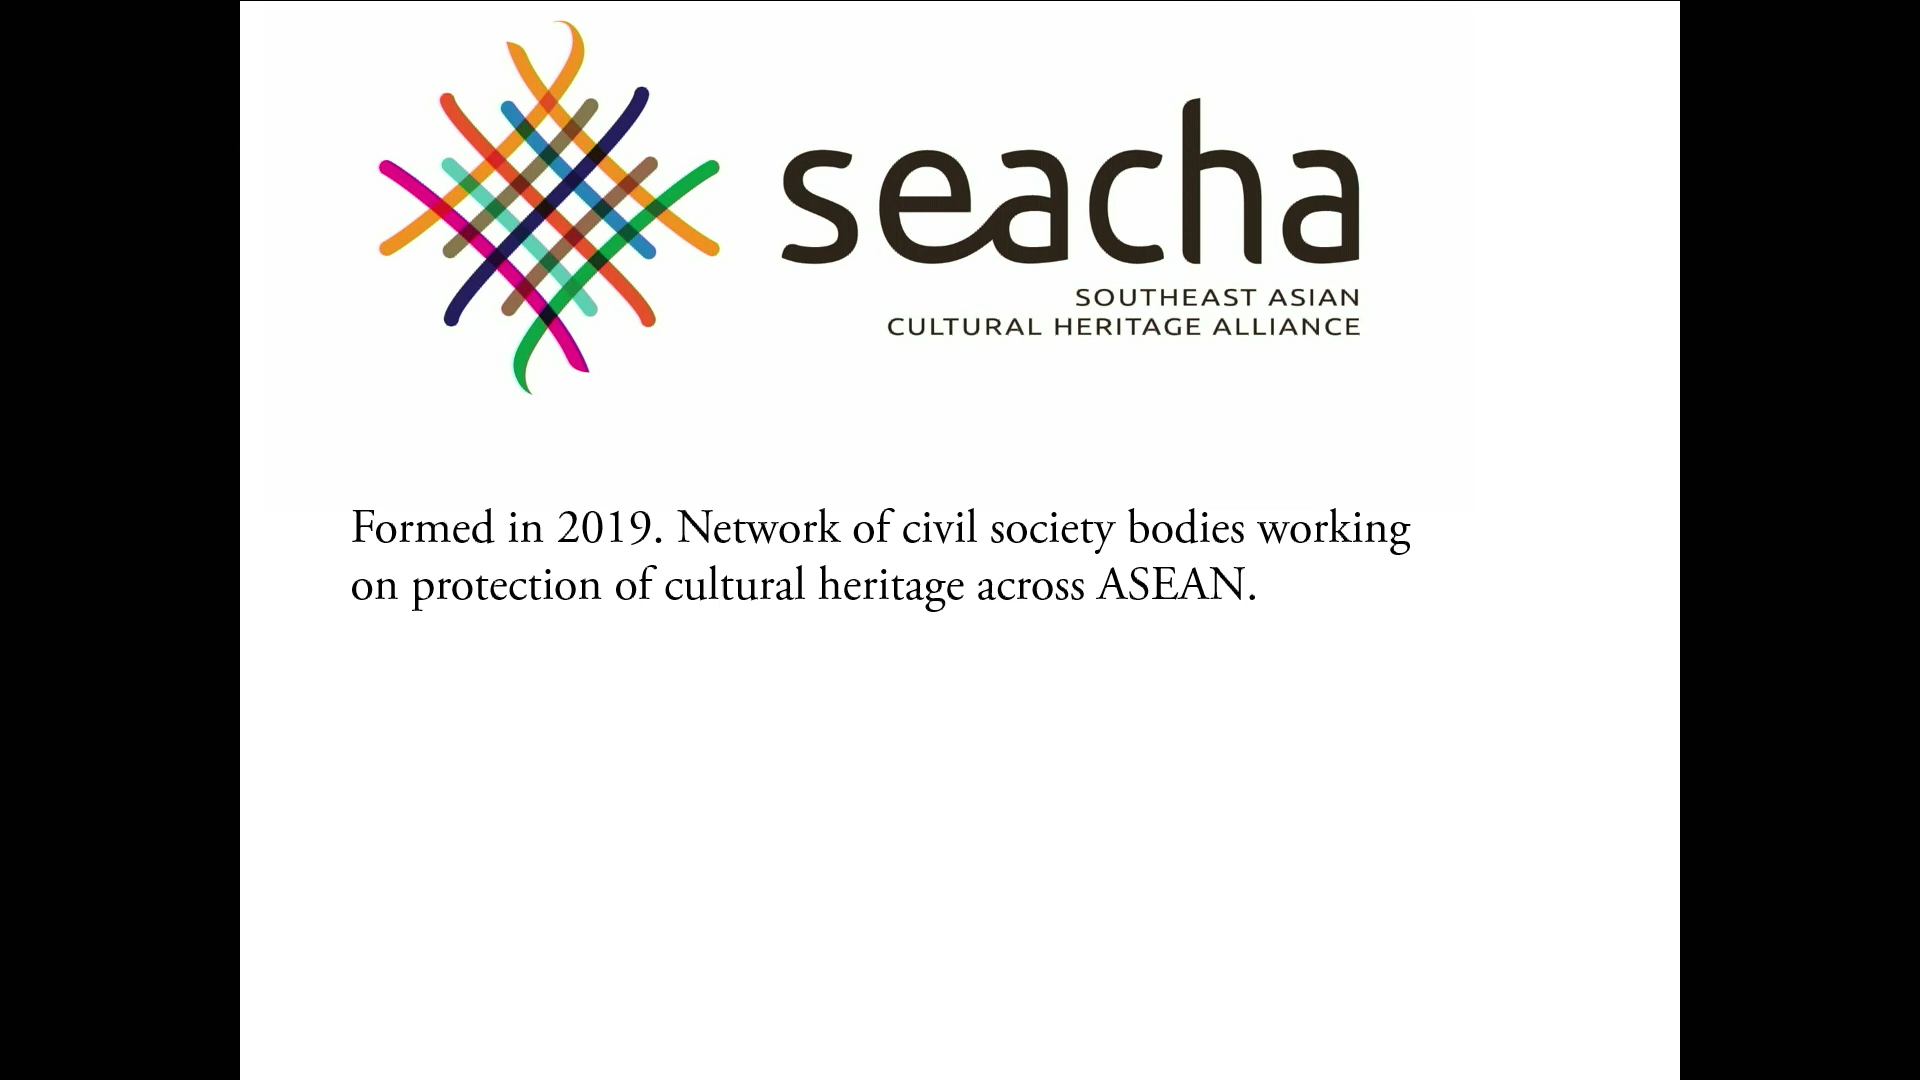 seacha
SOUTHEAST ASIAN
CULTURAL HERITAGE ALLIANCE
Formed in 2019. Network of civil society bodies working
on protection of cultural heritage across ASEAN.